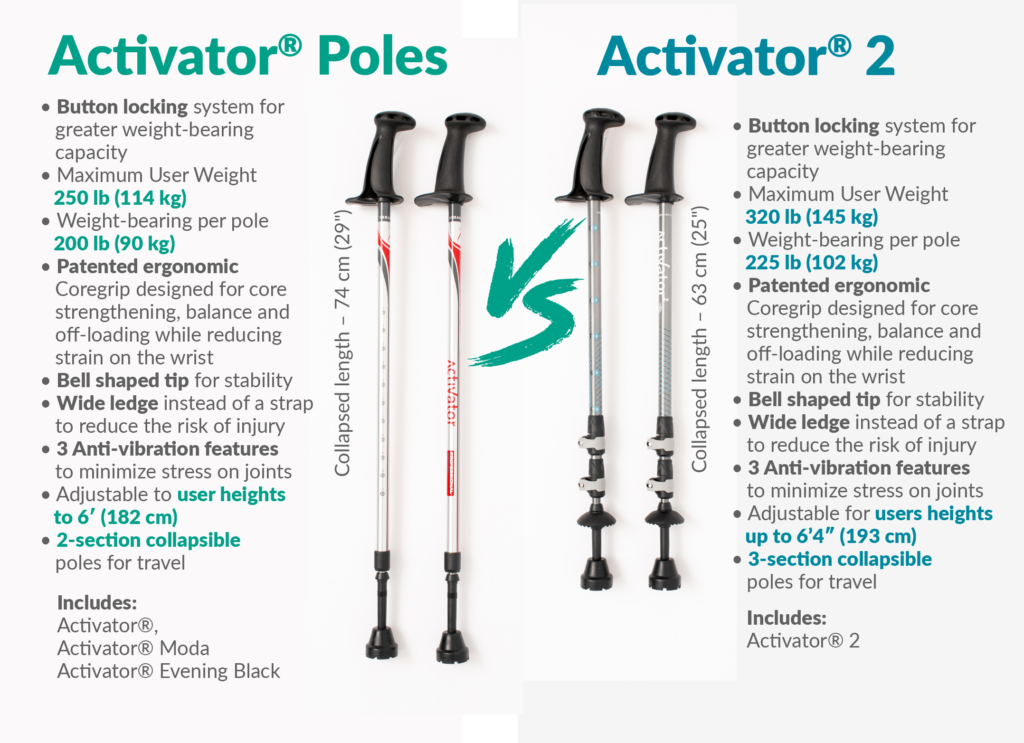 Activator® Poles
• Button locking system for
greater weight-bearing
capacity
• Maximum User Weight
250 lb (114 kg)
• Weight-bearing per pole
200 lb (90 kg)
• Patented ergonomic
Coregrip designed for core
strengthening, balance and
off-loading while reducing
strain on the wrist
• Bell shaped tip for stability
• Wide ledge instead of a strap
to reduce the risk of injury
• 3 Anti-vibration features
to minimize stress on joints
• Adjustable to user heights
to 6’ (182 cm)
• 2-section collapsible
poles for travel
Includes:
Activator®,
Activator® Moda
Activator® Evening Black
Collapsed length – 74 cm (29")
Activator
VS
Activator® 2
Activator
Collapsed length – 63 cm (25")
• Button locking system for
greater weight-bearing
capacity
• Maximum User Weight
320 lb (145 kg)
• Weight-bearing per pole
225 lb (102 kg)
• Patented ergonomic
Coregrip designed for core
strengthening, balance and
off-loading while reducing
strain on the wrist
• Bell shaped tip for stability
• Wide ledge instead of a strap
to reduce the risk of injury
• 3 Anti-vibration features
to minimize stress on joints
• Adjustable for users heights
up to 6’4” (193 cm)
• 3-section collapsible
poles for travel
Includes:
Activator® 2